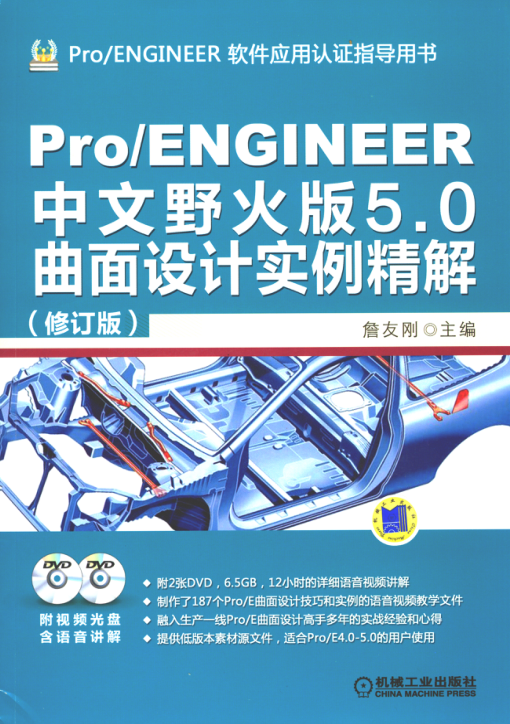 Pro/ENGINEER 软件应用认证指导用书
Pro/ENGINEER
中文野火版5.0
曲面设计实例精解
（修订版）
詹友刚◎主编
DVD DVD
附视频光盘
含语音讲解
附2张DVD，6.5GB，12小时的详细语音视频讲解
制作了187个Pro/E曲面设计技巧和实例的语音视频教学文件
融入生产一线Pro/E曲面设计高手多年的实战经验和心得
提供低版本素材源文件，适合Pro/E4.0-5.0的用户使用
机械工业出版社
CHINA MACHINE PRESS